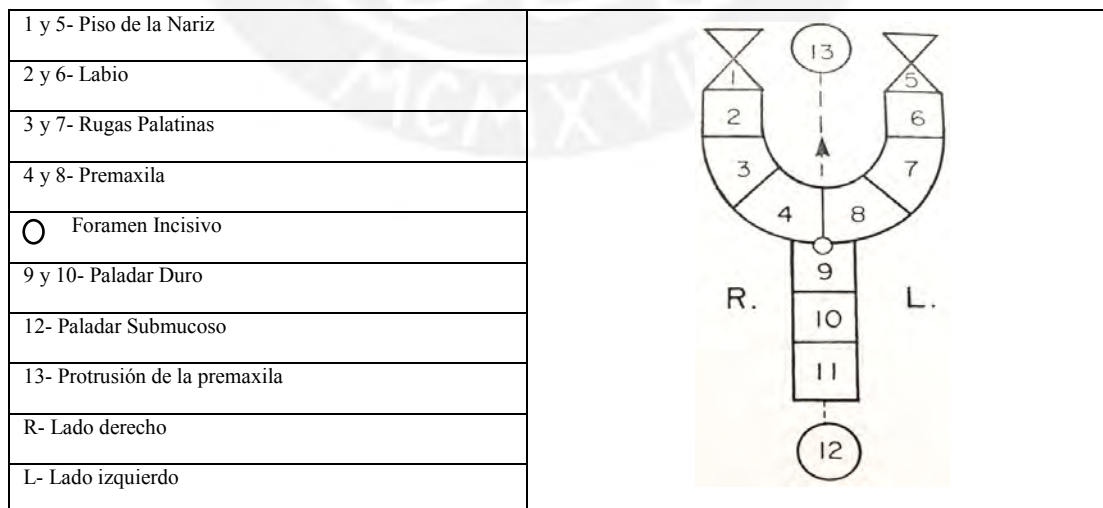 1 y 5- Piso de la Nariz
2 y 6- Labio
3 y 7- Rugas Palatinas
4 y 8- Premaxila
Foramen Incisivo
9 y 10- Paladar Duro
12- Paladar Submucoso
13- Protrusión de la premaxila
R- Lado derecho
L- Lado izquierdo
MCMXVII
13
1
5
2
6
3
7
4
8
9
R.
L.
10
11
12